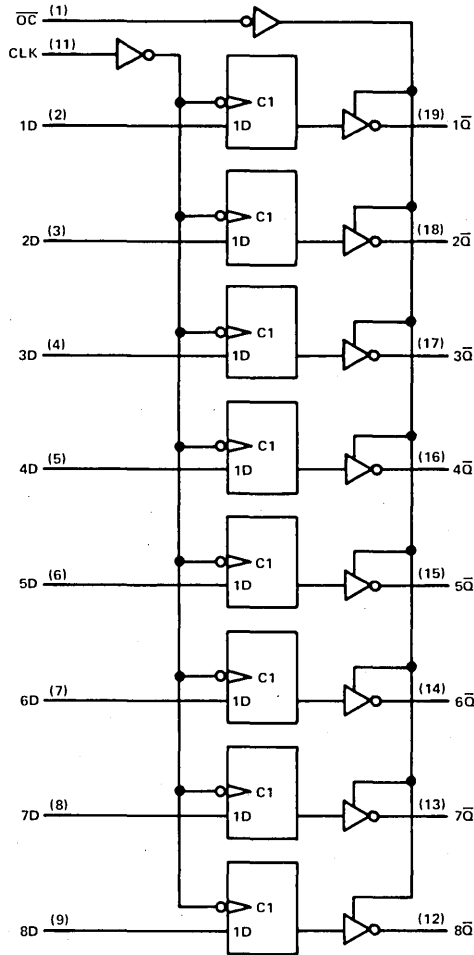 O̅C̅ (1)
CLK (11)
C1
1D (2) 1D (19) 1Q̅
C1
2D (3) 1D (18) 2Q̅
C1
3D (4) 1D (17) 3Q̅
C1
4D (5) 1D (16) 4Q̅
C1
5D (6) 1D (15) 5Q̅
C1
6D (7) 1D (14) 6Q̅
C1
7D (8) 1D (13) 7Q̅
C1
8D (9) 1D (12) 8Q̅